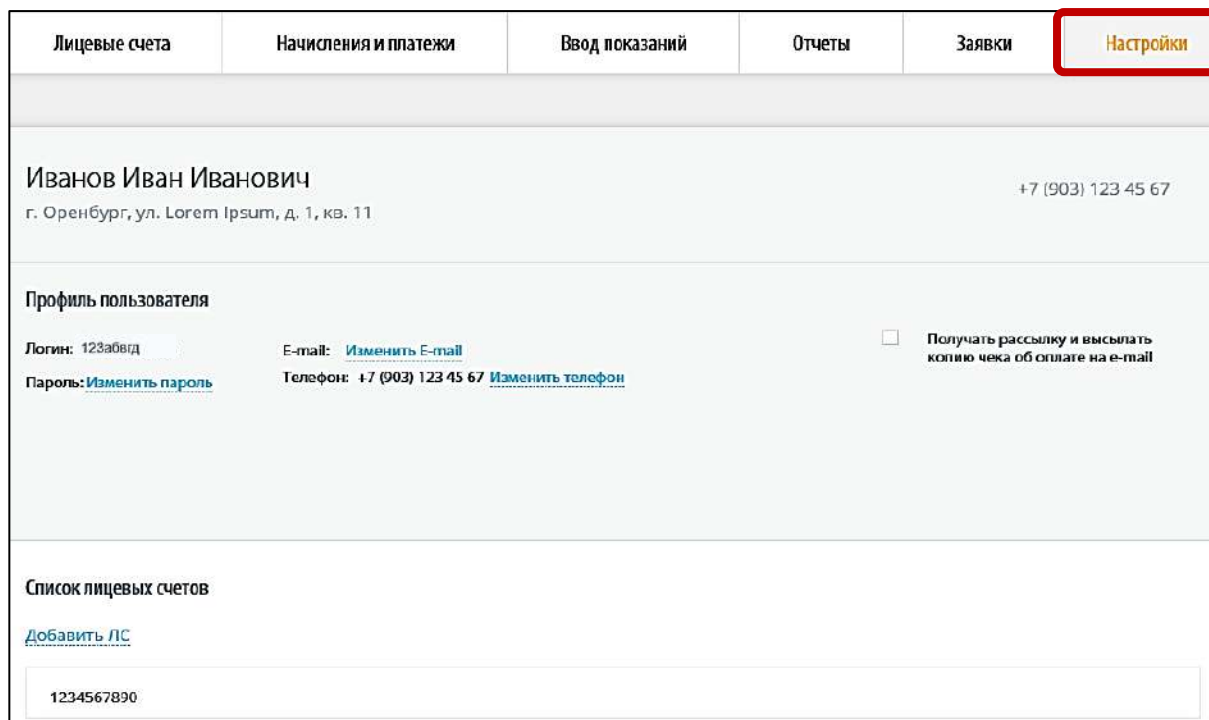 Лицевые счета Начисления и платежи Ввод показаний Отчеты Заявки Настройки
Иванов Иван Иванович
+7 (903) 123 45 67
г. Оренбург, ул. Lorem Ipsum, д. 1, кв. 11
Профиль пользователя
Логин: 123абвгд
Пароль: Изменить пароль
E-mail: Изменить E-mail
Телефон: +7 (903) 123 45 67 Изменить телефон
Получать рассылку и высылать
копию чека об оплате на e-mail
Список лицевых счетов
Добавить ЛС
1234567890